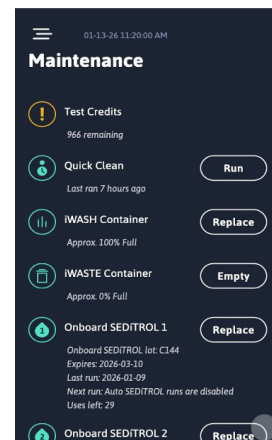 01-13-26 11:20:00 AM
Maintenance
Test Credits
966 remaining
Quick Clean
Run
Last ran 7 hours ago
iWASH Container
Replace
Approx. 100% Full
iWASTE Container
Empty
Approx. 0% Full
1
Onboard SEDiTROL 1
Replace
Onboard SEDiTROL lot: C144
Expires: 2026-03-10
Last run: 2026-01-09
Next run: Auto SEDiTROL runs are disabled
Uses left: 29
2
Onboard SEDiTROL 2
Replace